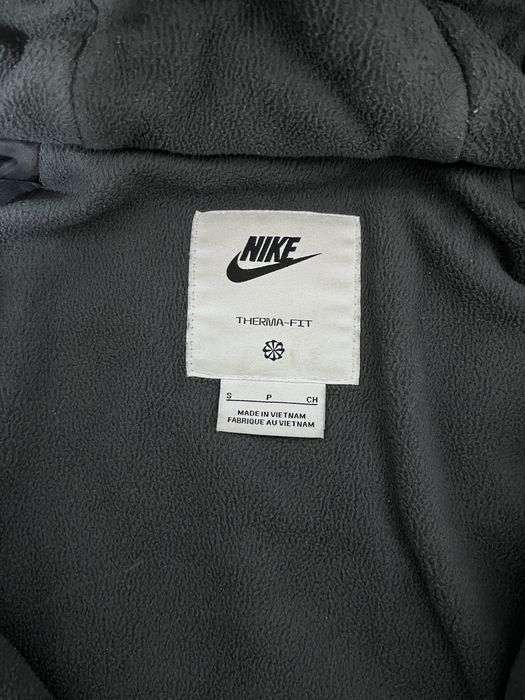 NIKE
THERMA-FIT
S P CH
MADE IN VIETNAM
FABRIQUE AU VIETNAM